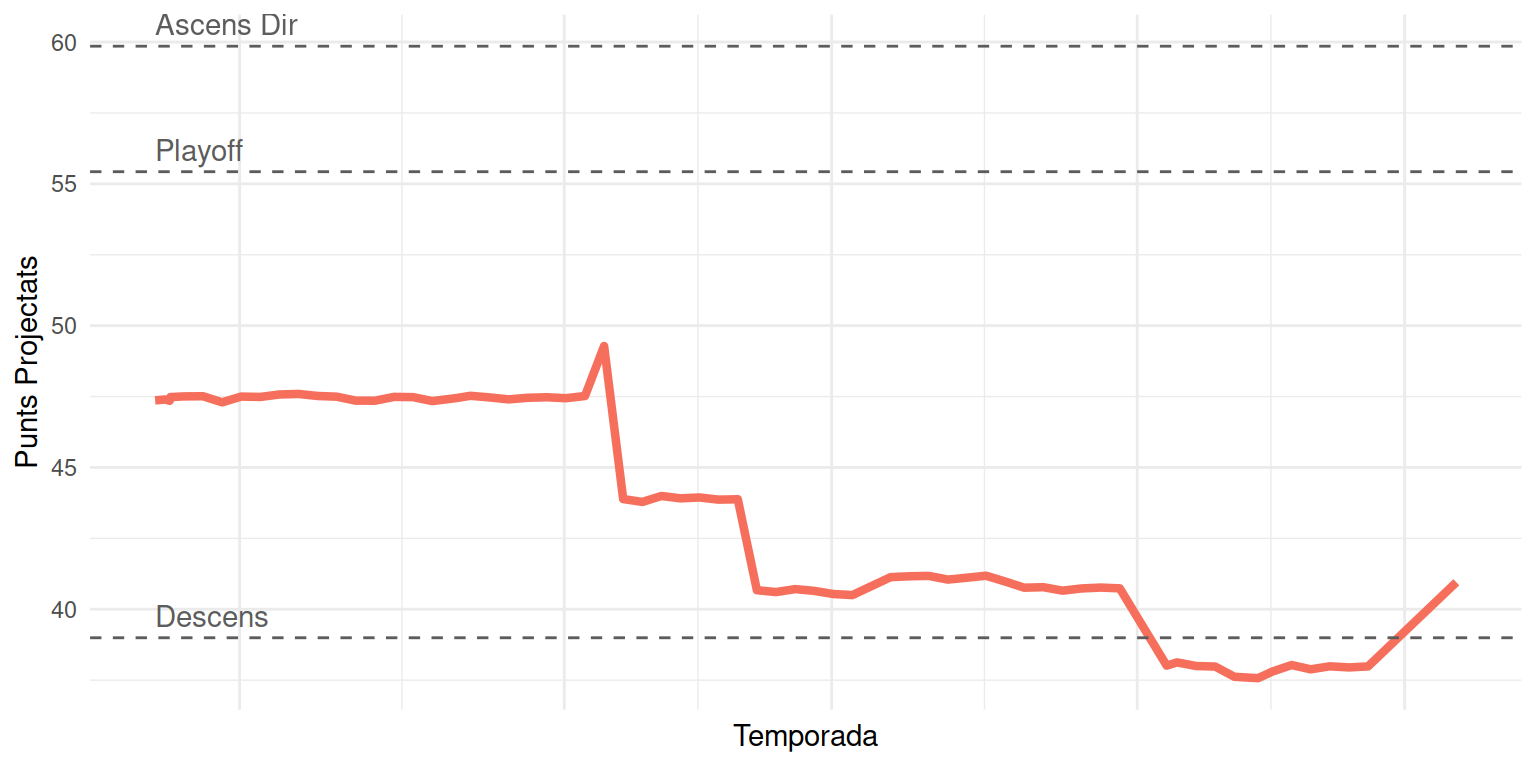 Ascens Dir
60
Playoff
55
50
45
40
Descens
Punts Projectats
Temporada